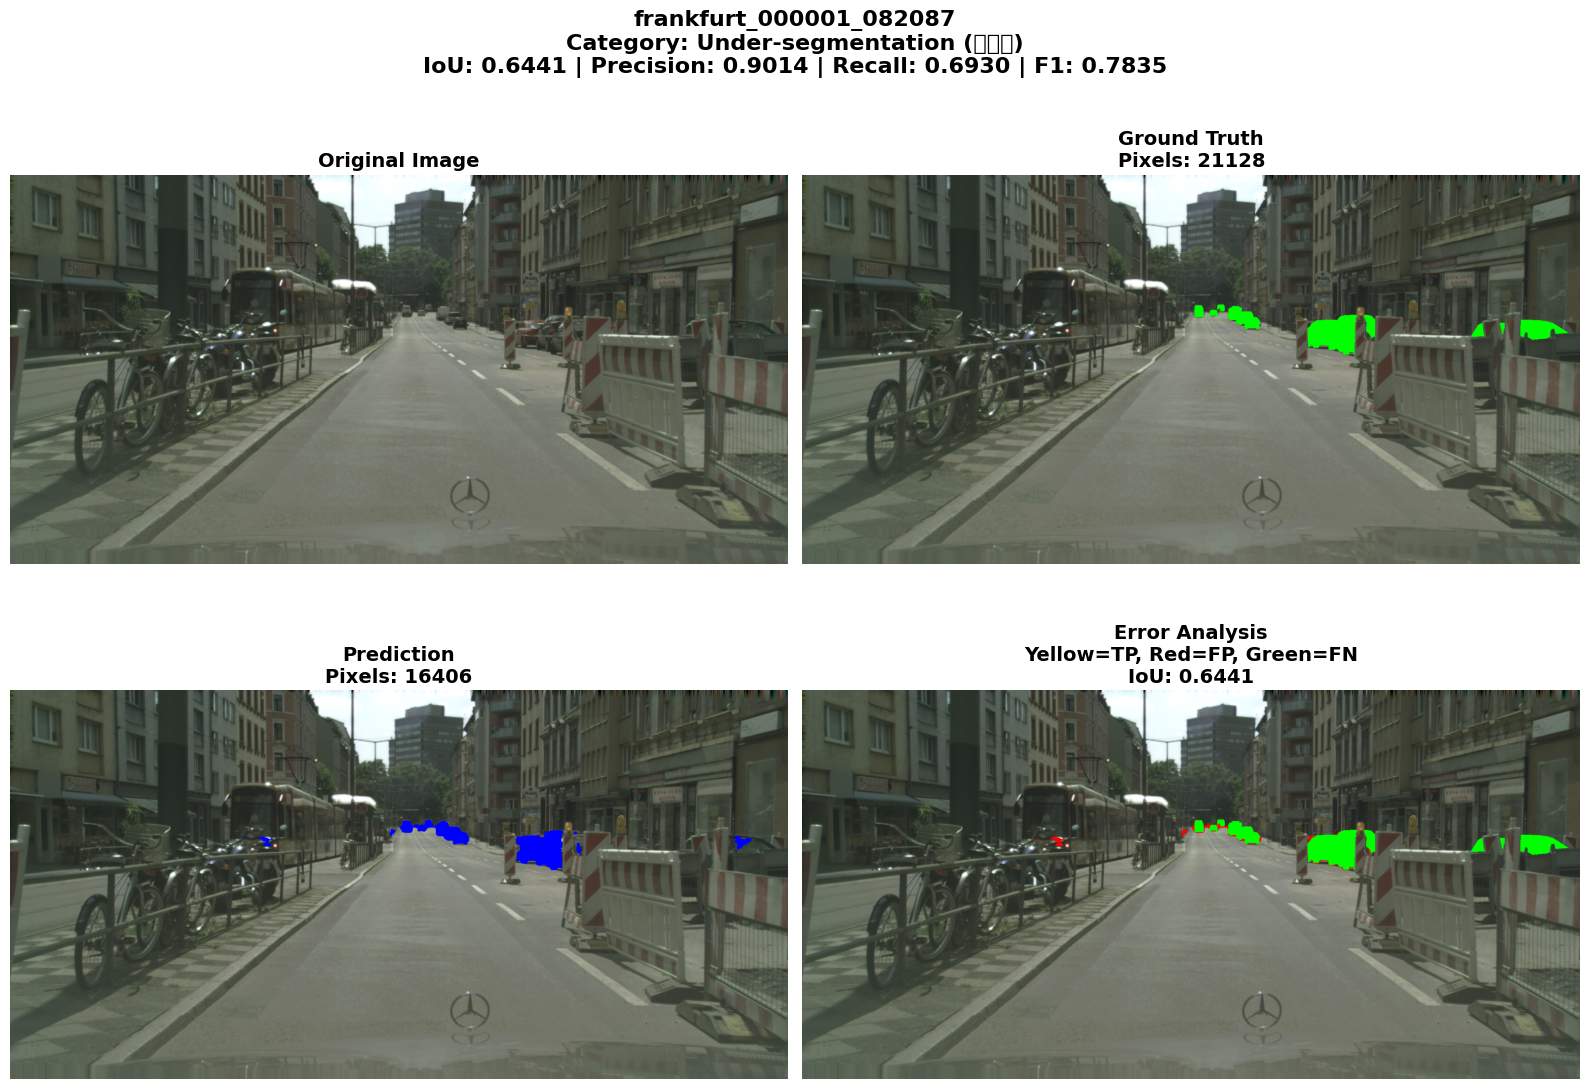 frankfurt_000001_082087
Category: Under-segmentation (▯▯▯)
IoU: 0.6441 | Precision: 0.9014 | Recall: 0.6930 | F1: 0.7835
Original Image
Ground Truth
Pixels: 21128
Prediction
Pixels: 16406
Error Analysis
Yellow=TP, Red=FP, Green=FN
IoU: 0.6441